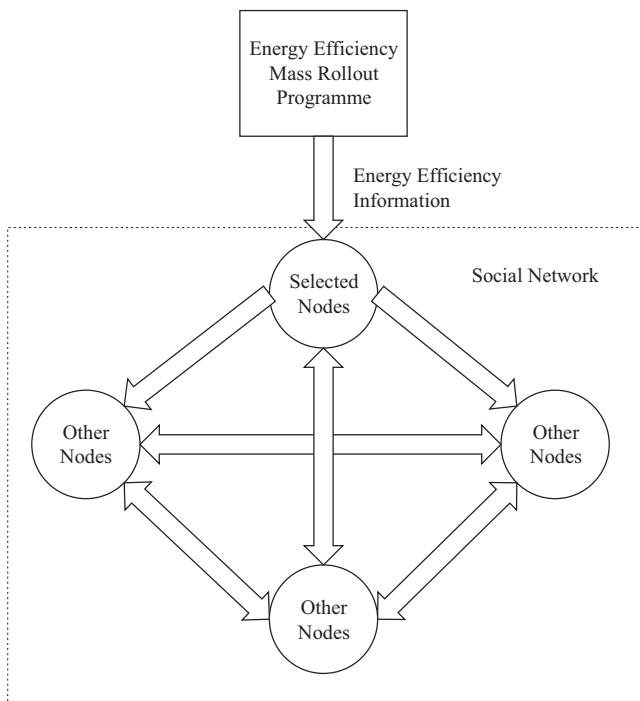 Energy Efficiency
Mass Rollout
Programme
Energy Efficiency
Information
Social Network
Selected
Nodes
Other
Nodes
Other
Nodes
Other
Nodes